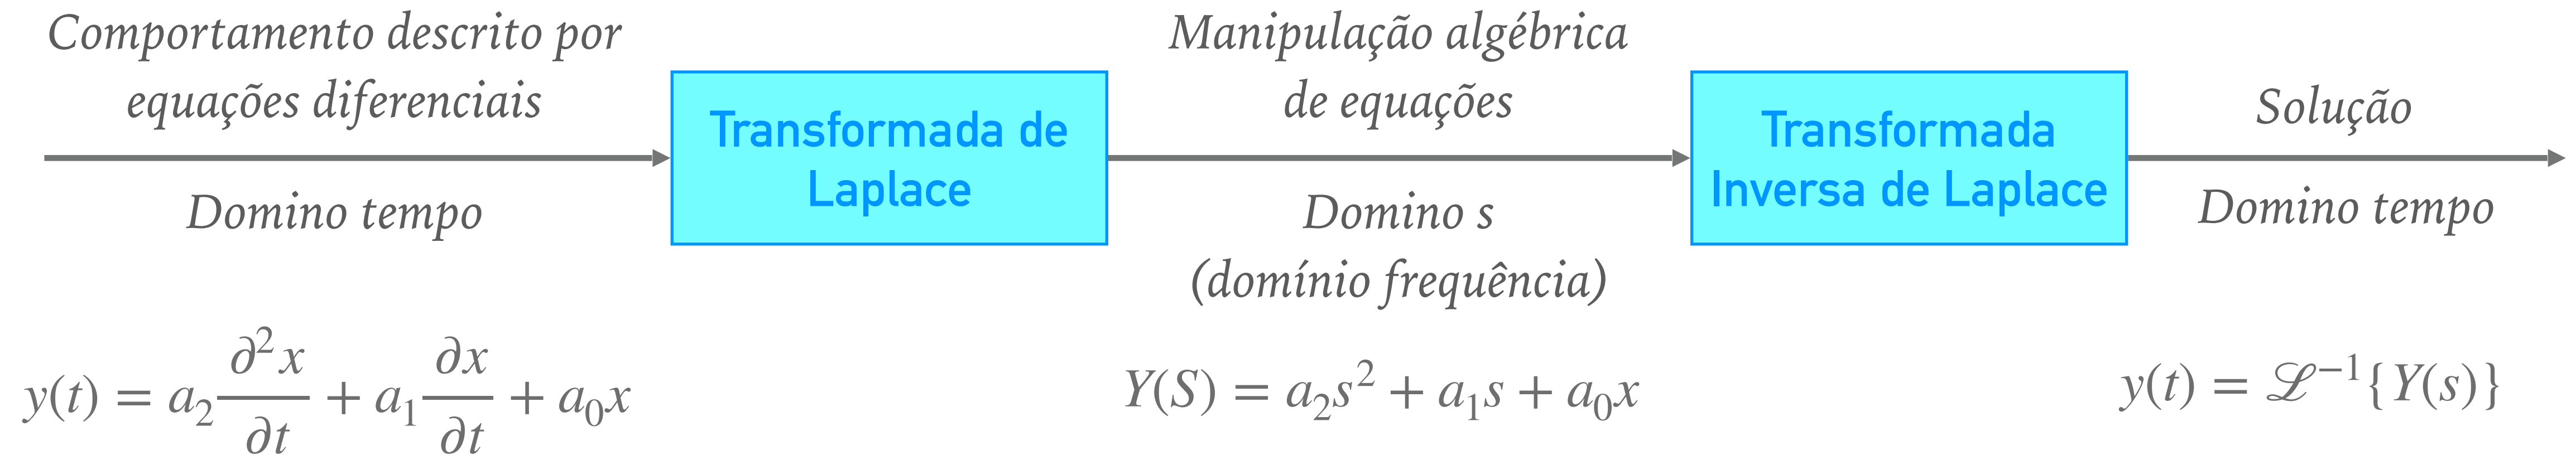 Comportamento descrito por
equações diferenciais
Domino tempo
Transformada de
Laplace
Manipulação algébrica
de equações
Domino s
(domínio frequência)
Transformada
Inversa de Laplace
Solução
Domino tempo
y(t) = a₂ ∂²x/∂t + a₁ ∂x/∂t + a₀x
Y(S) = a₂s² + a₁s + a₀x
y(t) = ℒ⁻¹{Y(s)}